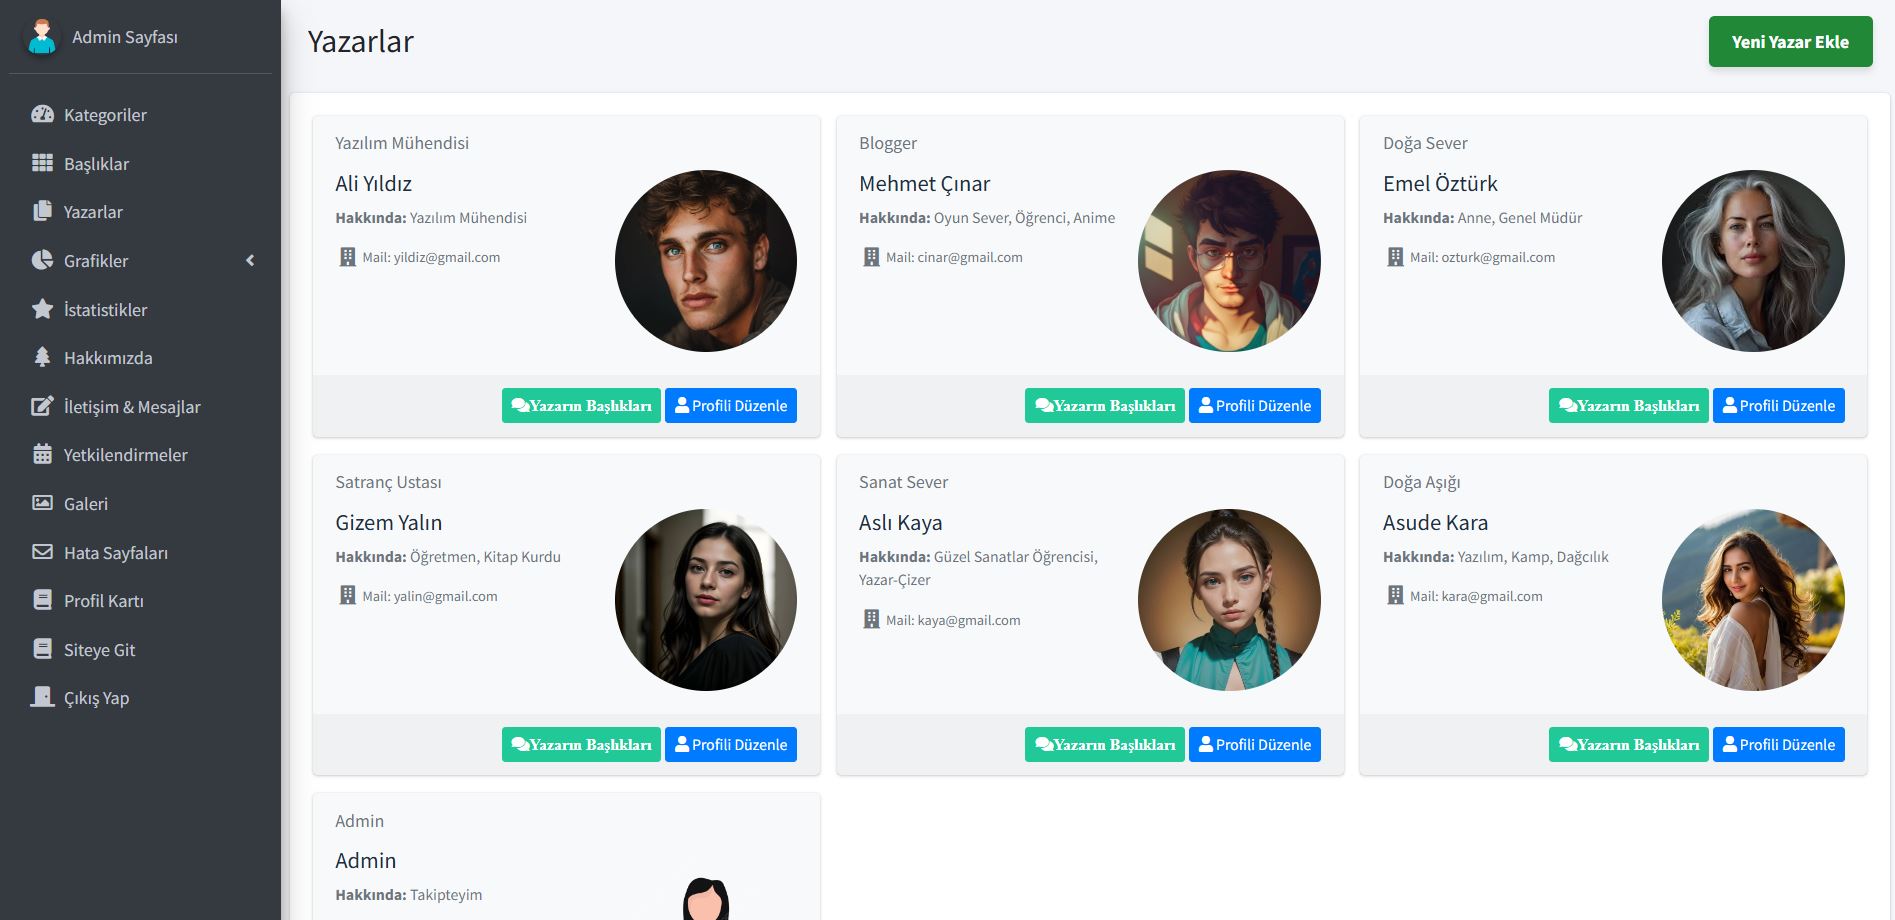 Admin Sayfası
Kategoriler
Başlıklar
Yazarlar
Grafikler
İstatistikler
Hakkımızda
İletişim & Mesajlar
Yetkilendirmeler
Galeri
Hata Sayfaları
Profil Kartı
Siteye Git
Çıkış Yap
Yazarlar
Yeni Yazar Ekle
Yazılım Mühendisi
Ali Yıldız
Hakkında: Yazılım Mühendisi
Mail: yildiz@gmail.com
Yazarın Başlıkları
Profili Düzenle
Blogger
Mehmet Çınar
Hakkında: Oyun Sever, Öğrenci, Anime
Mail: cinar@gmail.com
Yazarın Başlıkları
Profili Düzenle
Doğa Sever
Emel Öztürk
Hakkında: Anne, Genel Müdür
Mail: ozturk@gmail.com
Yazarın Başlıkları
Profili Düzenle
Satranç Ustası
Gizem Yalın
Hakkında: Öğretmen, Kitap Kurdu
Mail: yalin@gmail.com
Yazarın Başlıkları
Profili Düzenle
Sanat Sever
Aslı Kaya
Hakkında: Güzel Sanatlar Öğrencisi,
Yazar-Çizer
Mail: kaya@gmail.com
Yazarın Başlıkları
Profili Düzenle
Doğa Aşığı
Asude Kara
Hakkında: Yazılım, Kamp, Dağcılık
Mail: kara@gmail.com
Yazarın Başlıkları
Profili Düzenle
Admin
Admin
Hakkında: Takipteyim